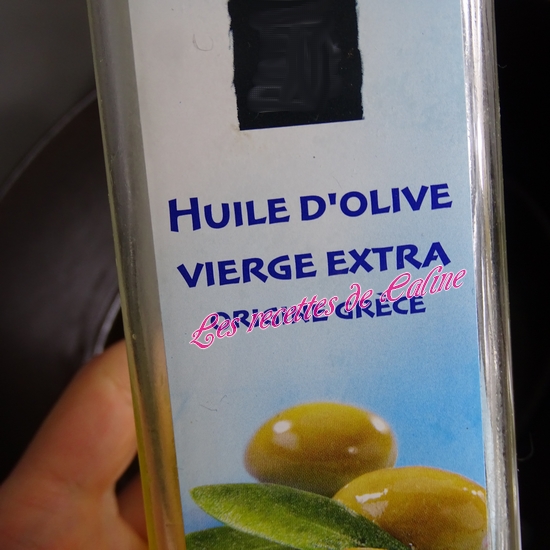 HUILE D'OLIVE
VIERGE EXTRA
ORIGINE GRÈCE
Les recettes de Caline